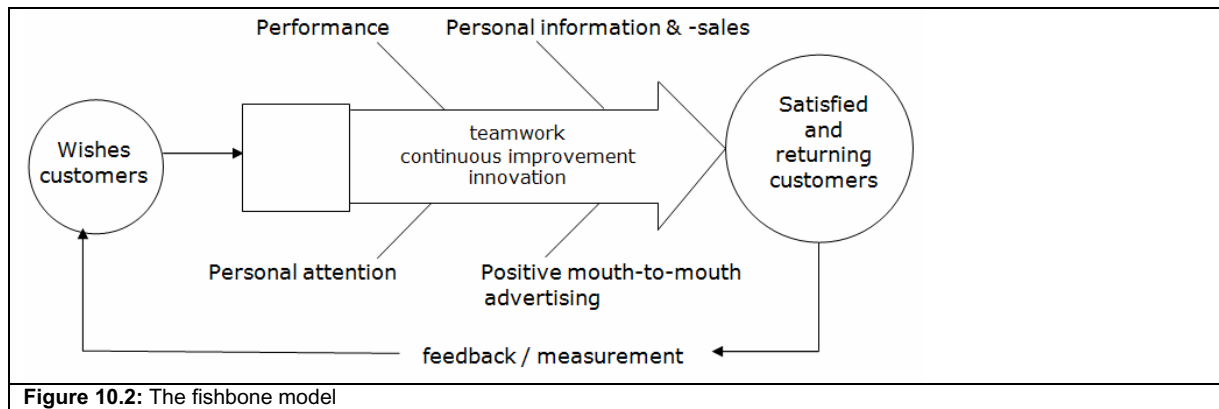 Performance
Personal information & -sales
Wishes
customers
teamwork
continuous improvement
innovation
Satisfied
and
returning
customers
Personal attention
Positive mouth-to-mouth
advertising
feedback / measurement
Figure 10.2: The fishbone model